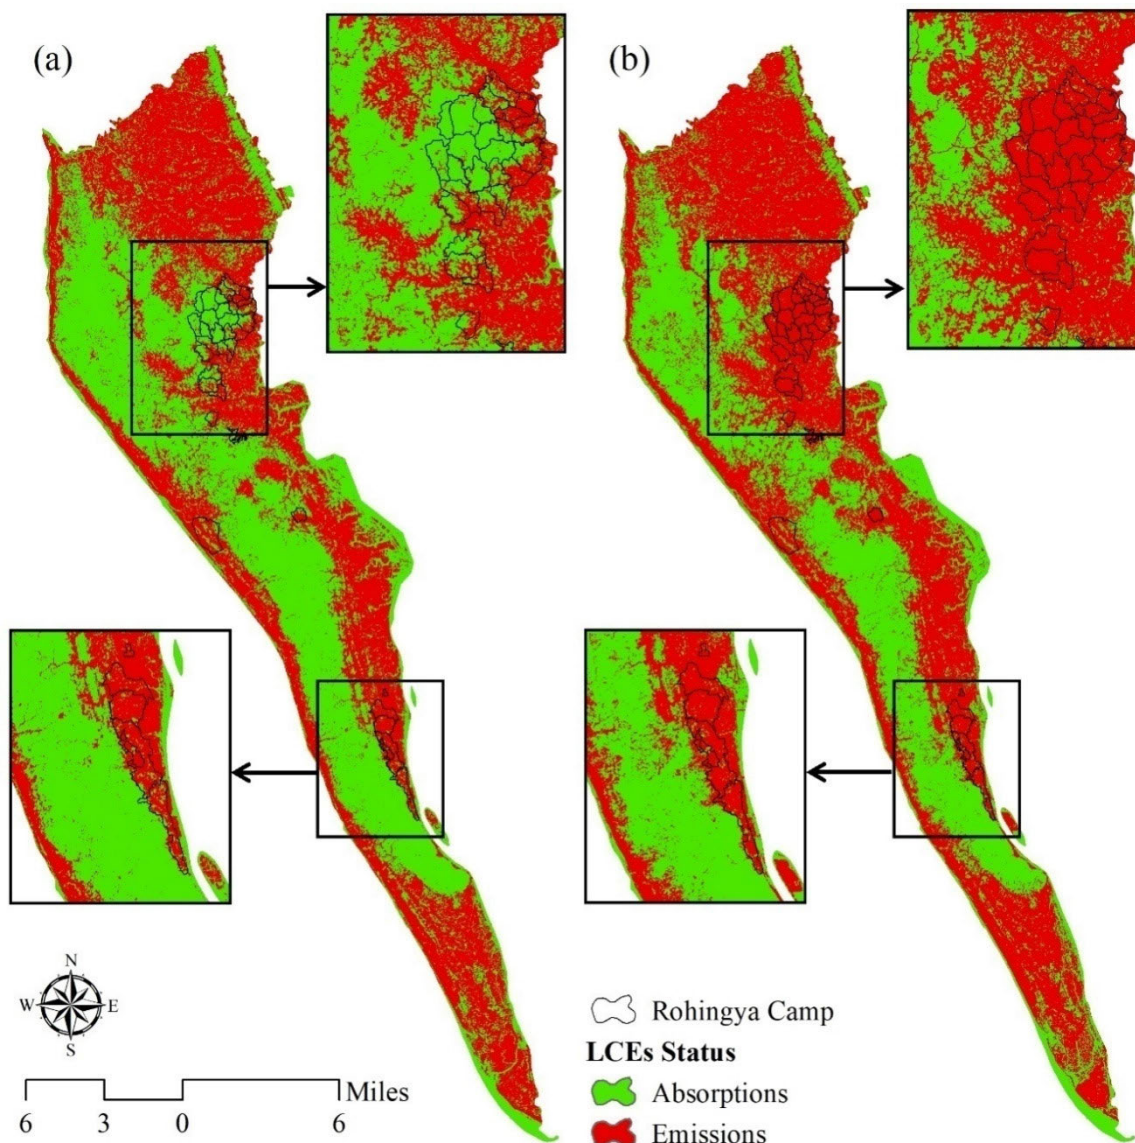 (a)
(b)
N
W E
S
Miles
6 3 0 6
Rohingya Camp
LCEs Status
Absorptions
Emissions